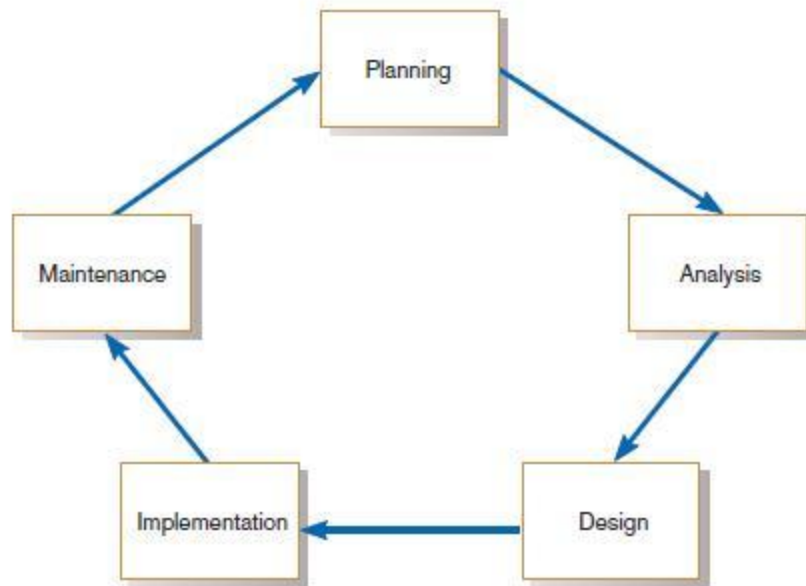 Planning
Analysis
Design
Implementation
Maintenance